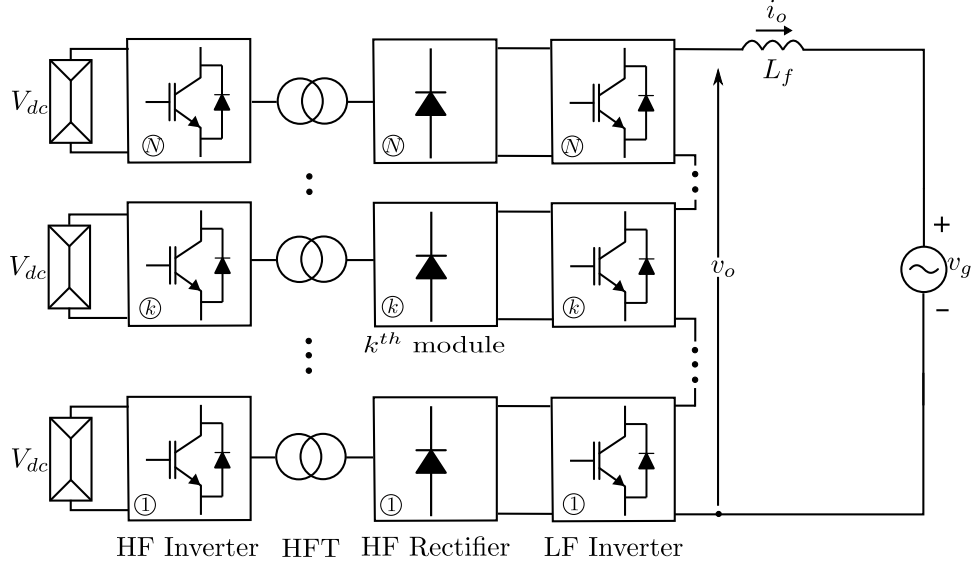 i_o
L_f
V_dc
N
N
N
V_dc
k
k
k
v_o
+
v_g
−
k^th module
V_dc
1
1
1
HF Inverter HFT HF Rectifier LF Inverter